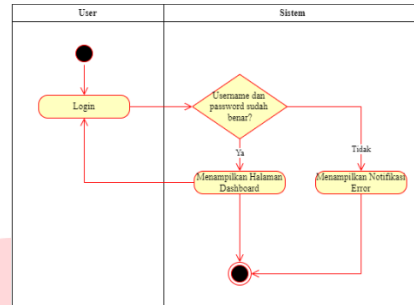 User
Sistem
Login
Username dan
password sudah
benar?
Ya
Tidak
Menampilkan Halaman
Dashboard
Menampilkan Notifikasi
Error